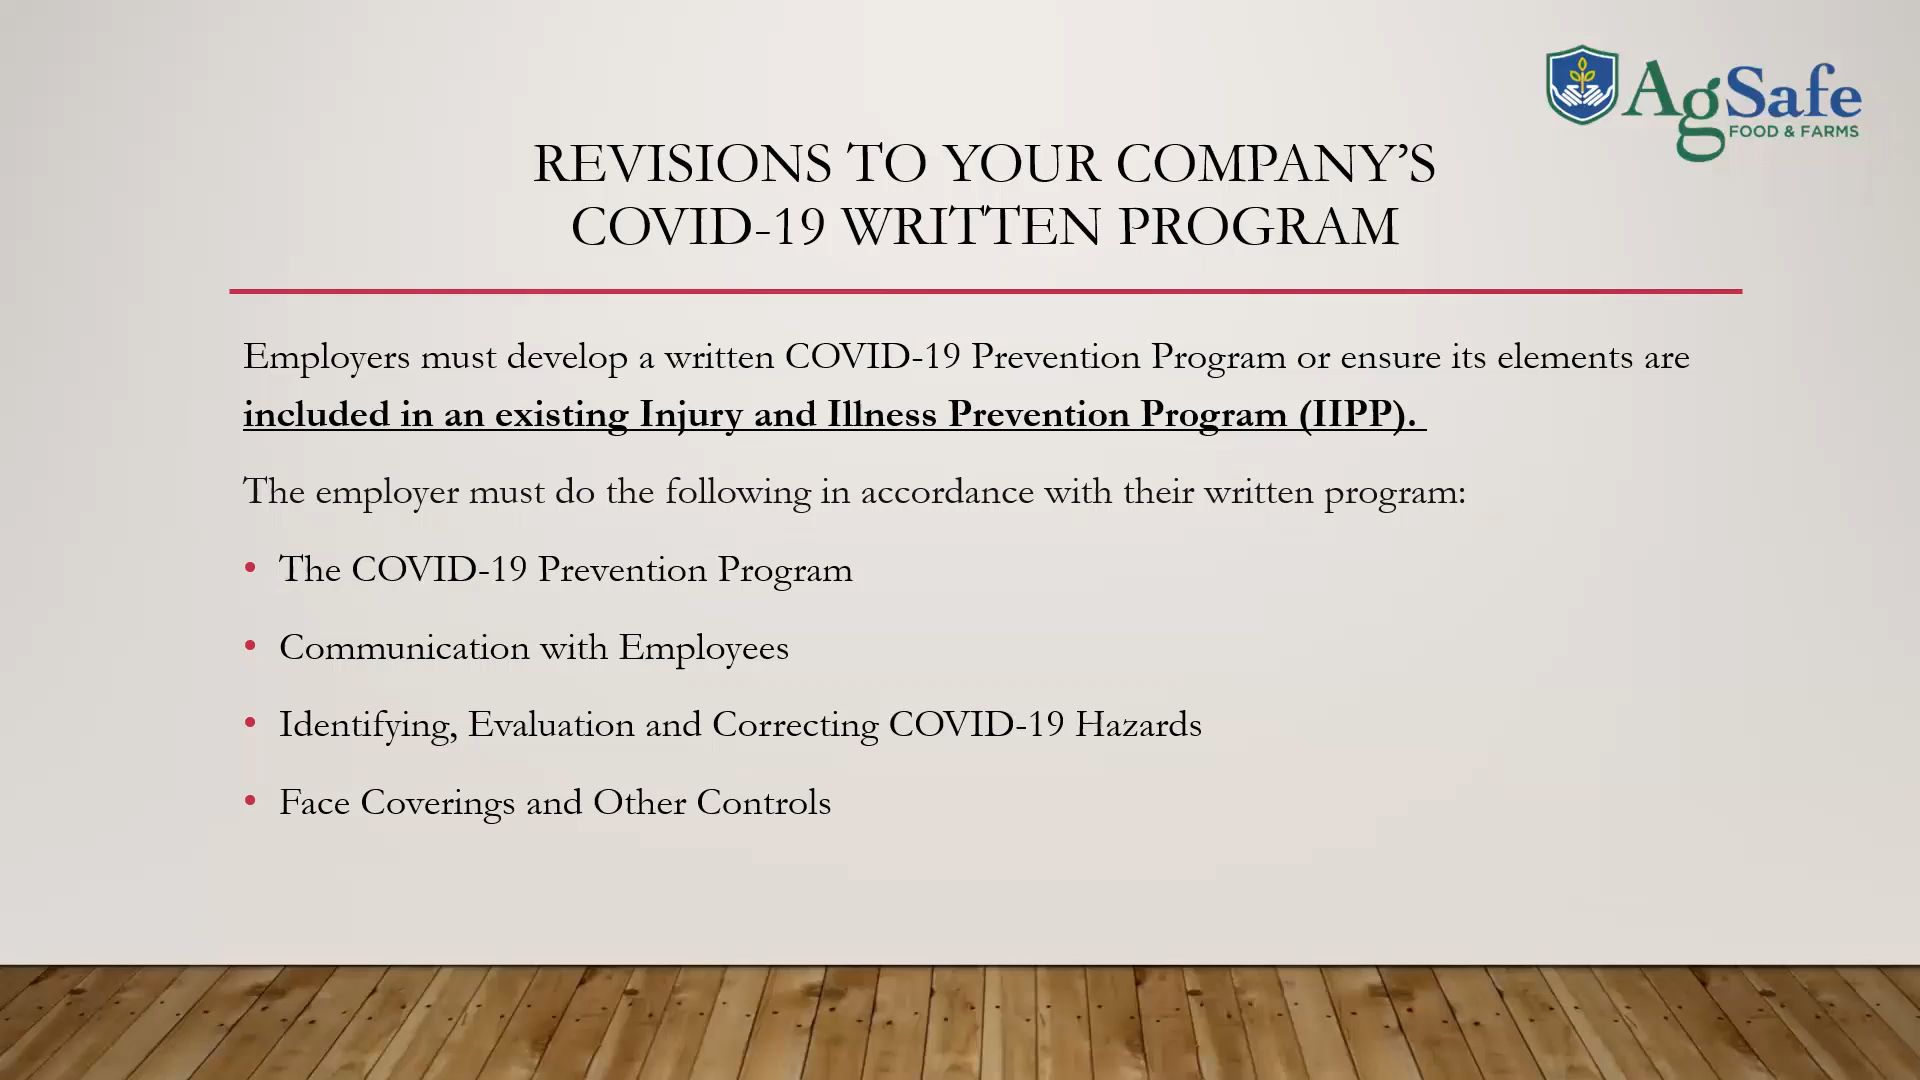 AgSafe
FOOD & FARMS
REVISIONS TO YOUR COMPANY’S
COVID-19 WRITTEN PROGRAM
Employers must develop a written COVID-19 Prevention Program or ensure its elements are
included in an existing Injury and Illness Prevention Program (IIPP).
The employer must do the following in accordance with their written program:
• The COVID-19 Prevention Program
• Communication with Employees
• Identifying, Evaluation and Correcting COVID-19 Hazards
• Face Coverings and Other Controls